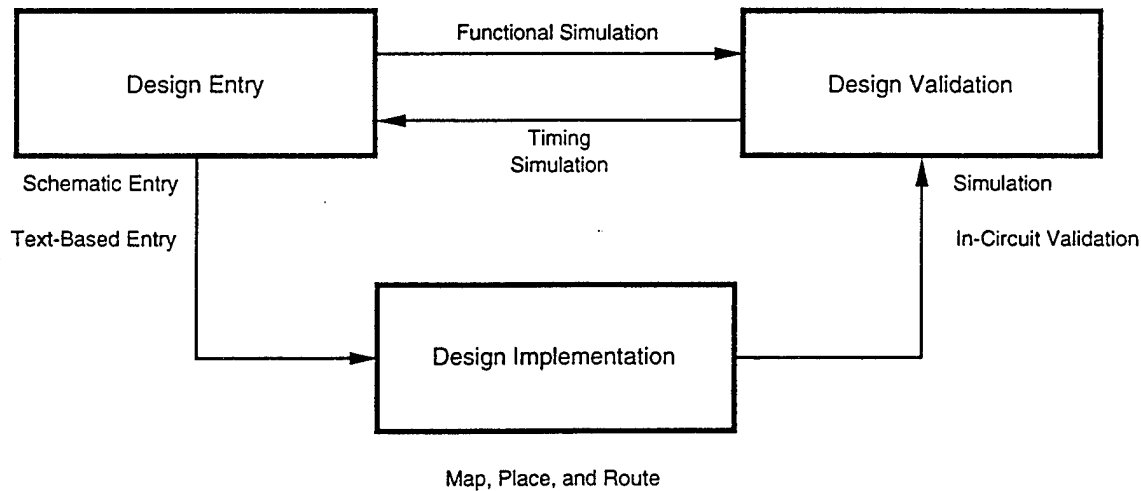 Functional Simulation
Design Entry
Design Validation
Timing
Simulation
Schematic Entry
Simulation
Text-Based Entry
In-Circuit Validation
Design Implementation
Map, Place, and Route